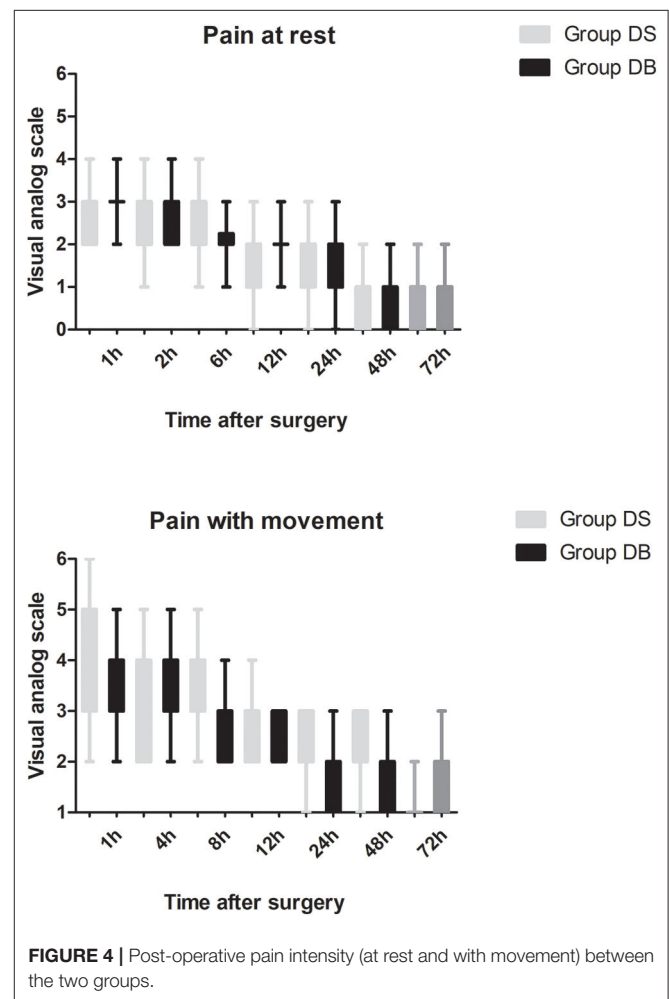 Pain at rest
Group DS
Group DB
Visual analog scale
6
5
4
3
2
1
0
1h 2h 6h 12h 24h 48h 72h
Time after surgery
Pain with movement
Group DS
Group DB
Visual analog scale
6
5
4
3
2
1
1h 4h 8h 12h 24h 48h 72h
Time after surgery
FIGURE 4 | Post-operative pain intensity (at rest and with movement) between
the two groups.